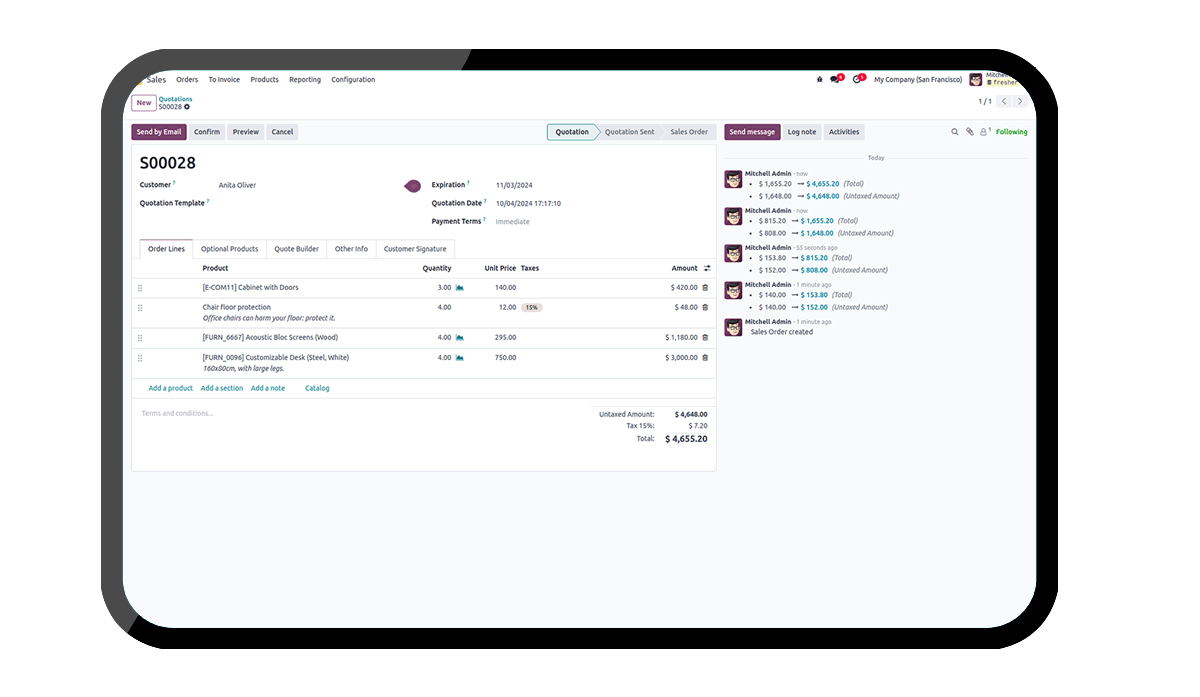 Sales Orders To Invoice Products Reporting Configuration 4 5 My Company (San Francisco) Mitchell
fresher
New Quotations
S00028
1 / 1
Send by Email Confirm Preview Cancel Quotation Quotation Sent Sales Order
Send message Log note Activities 1 Following
S00028
Customer ? Anita Oliver
Quotation Template ?
Expiration ? 11/03/2024
Quotation Date ? 10/04/2024 17:17:10
Payment Terms ? Immediate
Order Lines Optional Products Quote Builder Other Info Customer Signature
Product Quantity Unit Price Taxes Amount
[E-COM11] Cabinet with Doors 3.00 140.00 $ 420.00
Chair floor protection 4.00 12.00 15% $ 48.00
Office chairs can harm your floor: protect it.
[FURN_6667] Acoustic Bloc Screens (Wood) 4.00 295.00 $ 1,180.00
[FURN_0096] Customizable Desk (Steel, White) 4.00 750.00 $ 3,000.00
160x80cm, with large legs.
Add a product Add a section Add a note Catalog
Terms and conditions...
Untaxed Amount: $ 4,648.00
Tax 15%: $ 7.20
Total: $ 4,655.20
Today
Mitchell Admin - now
• $ 1,655.20 → $ 4,655.20 (Total)
• $ 1,648.00 → $ 4,648.00 (Untaxed Amount)
Mitchell Admin - now
• $ 815.20 → $ 1,655.20 (Total)
• $ 808.00 → $ 1,648.00 (Untaxed Amount)
Mitchell Admin - 55 seconds ago
• $ 153.80 → $ 815.20 (Total)
• $ 152.00 → $ 808.00 (Untaxed Amount)
Mitchell Admin - 1 minute ago
• $ 140.00 → $ 153.80 (Total)
• $ 140.00 → $ 152.00 (Untaxed Amount)
Mitchell Admin - 1 minute ago
Sales Order created